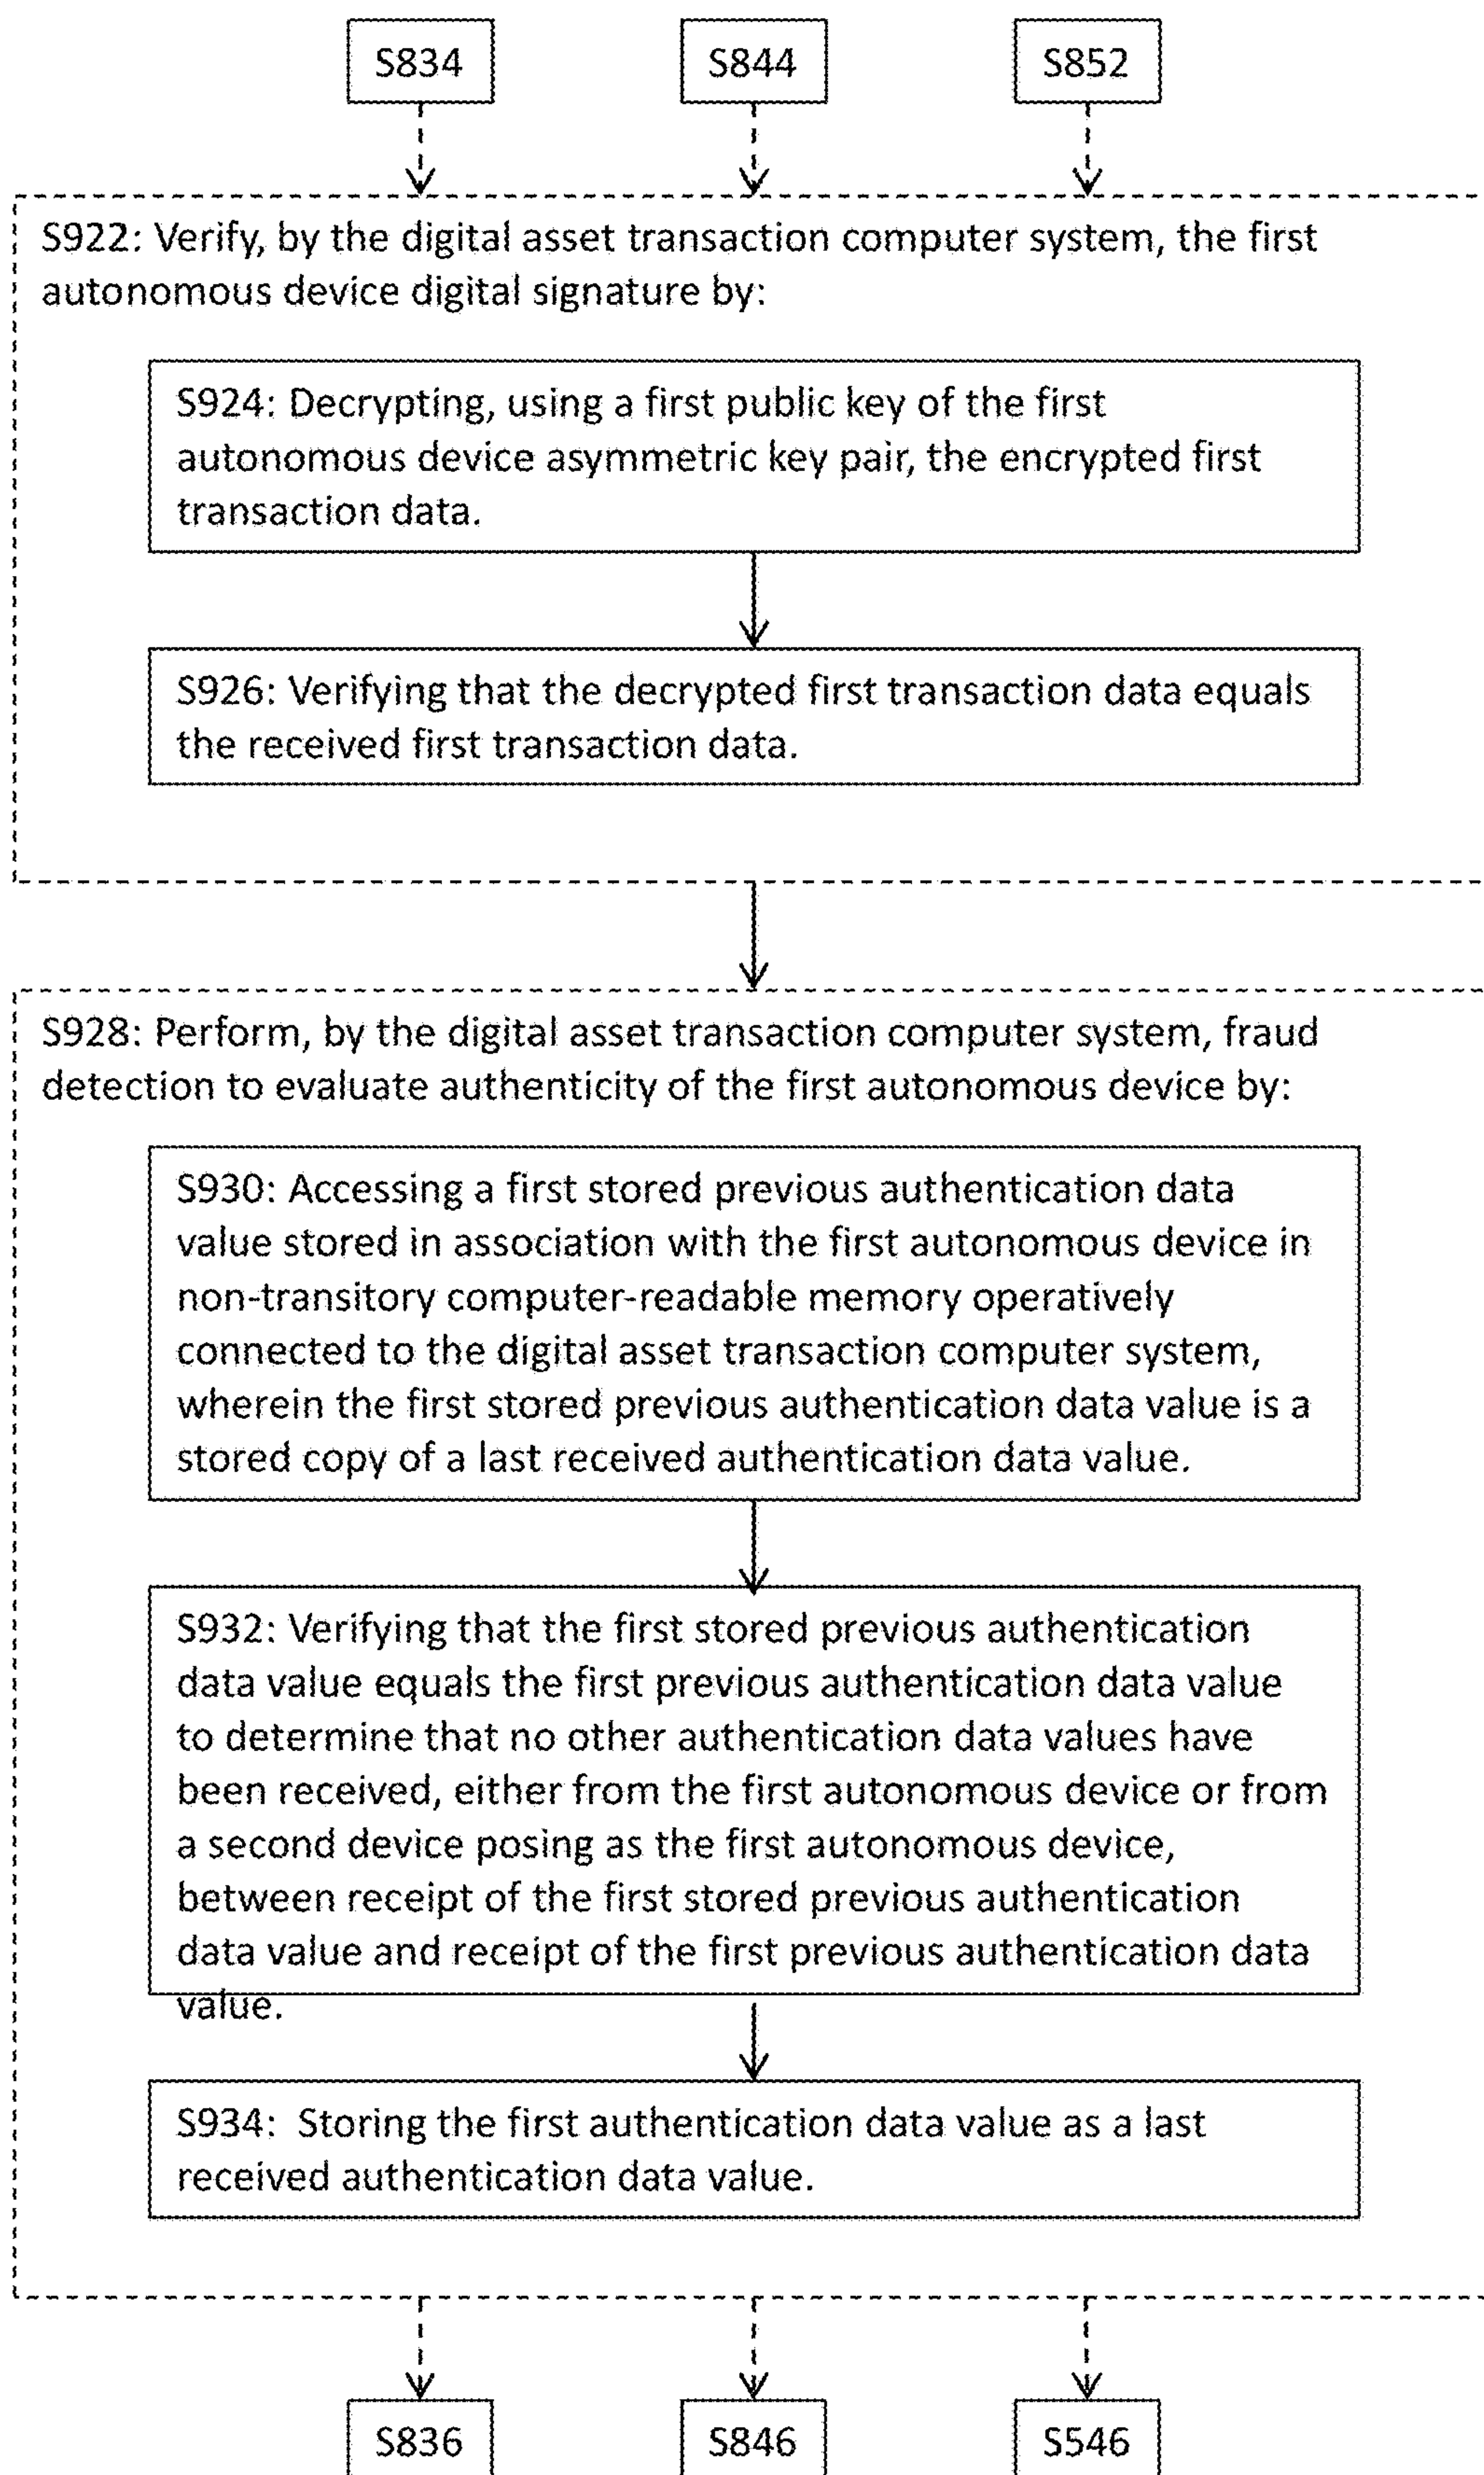 S834
S844
S852
S922: Verify, by the digital asset transaction computer system, the first
autonomous device digital signature by:
S924: Decrypting, using a first public key of the first
autonomous device asymmetric key pair, the encrypted first
transaction data.
S926: Verifying that the decrypted first transaction data equals
the received first transaction data.
S928: Perform, by the digital asset transaction computer system, fraud
detection to evaluate authenticity of the first autonomous device by:
S930: Accessing a first stored previous authentication data
value stored in association with the first autonomous device in
non-transitory computer-readable memory operatively
connected to the digital asset transaction computer system,
wherein the first stored previous authentication data value is a
stored copy of a last received authentication data value.
S932: Verifying that the first stored previous authentication
data value equals the first previous authentication data value
to determine that no other authentication data values have
been received, either from the first autonomous device or from
a second device posing as the first autonomous device,
between receipt of the first stored previous authentication
data value and receipt of the first previous authentication data
value.
S934: Storing the first authentication data value as a last
received authentication data value.
S836
S846
S546